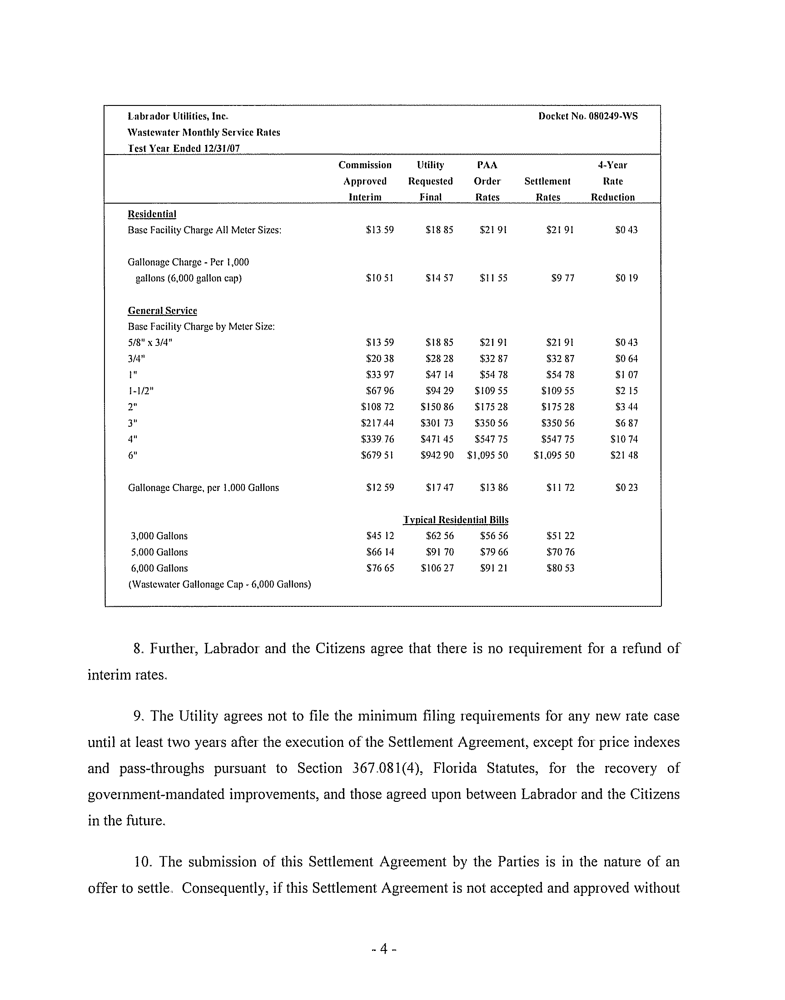 Labrador Utilities, Inc. Docket No. 080249-WS
Wastewater Monthly Service Rates
Test Year Ended 12/31/07
Commission Utility PAA 4-Year
Approved Requested Order Settlement Rate
Interim Final Rates Rates Reduction
Residential
Base Facility Charge All Meter Sizes: $13.59 $18 85 $21 91 $21 91 $0 43
Gallonage Charge - Per 1,000
gallons (6,000 gallon cap) $10 51 $14 57 $11 55 $9 77 $0 19
General Service
Base Facility Charge by Meter Size:
5/8" x 3/4" $13 59 $18 85 $21 91 $21 91 $0 43
3/4" $20 38 $28 28 $32 87 $32 87 $0 64
1" $33 97 $47 14 $54 78 $54 78 $1 07
1-1/2" $67 96 $94 29 $109 55 $109 55 $2 15
2" $108 72 $150 86 $175 28 $175 28 $3 44
3" $217.44 $301 73 $350 56 $350 56 $6 87
4" $339.76 $471 45 $547 75 $547 75 $10 74
6" $679 51 $942 90 $1,095 50 $1,095 50 $21 48
Gallonage Charge, per 1,000 Gallons $12 59 $17 47 $13 86 $11 72 $0 23
Typical Residential Bills
3,000 Gallons $45 12 $62 56 $56 56 $51 22
5,000 Gallons $66 14 $91 70 $79 66 $70 76
6,000 Gallons $76 65 $106 27 $91 21 $80 53
(Wastewater Gallonage Cap - 6,000 Gallons)
8. Further, Labrador and the Citizens agree that there is no requirement for a refund of
interim rates.
9. The Utility agrees not to file the minimum filing requirements for any new rate case
until at least two years after the execution of the Settlement Agreement, except for price indexes
and pass-throughs pursuant to Section 367.081(4), Florida Statutes, for the recovery of
government-mandated improvements, and those agreed upon between Labrador and the Citizens
in the future.
10. The submission of this Settlement Agreement by the Parties is in the nature of an
offer to settle. Consequently, if this Settlement Agreement is not accepted and approved without
- 4 -